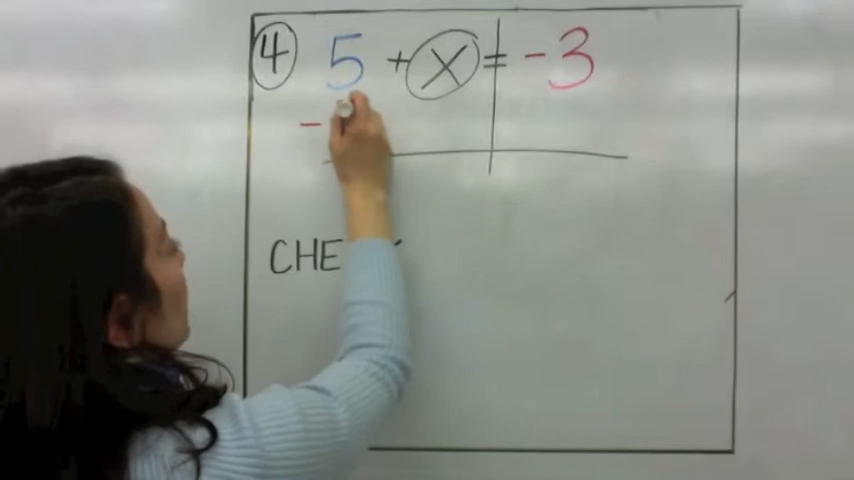 ④ 5 + x = -3
-
CHE